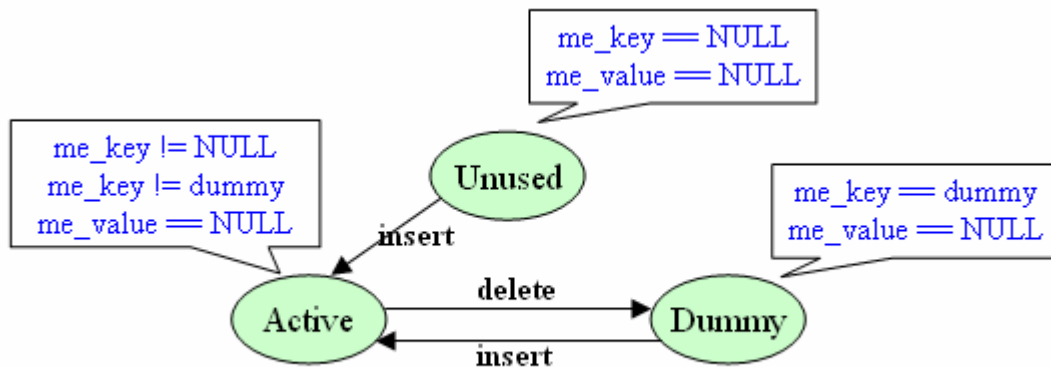 me_key == NULL
me_value == NULL
me_key != NULL
me_key != dummy
me_value == NULL
Unused
me_key == dummy
me_value == NULL
insert
delete
Active
Dummy
insert